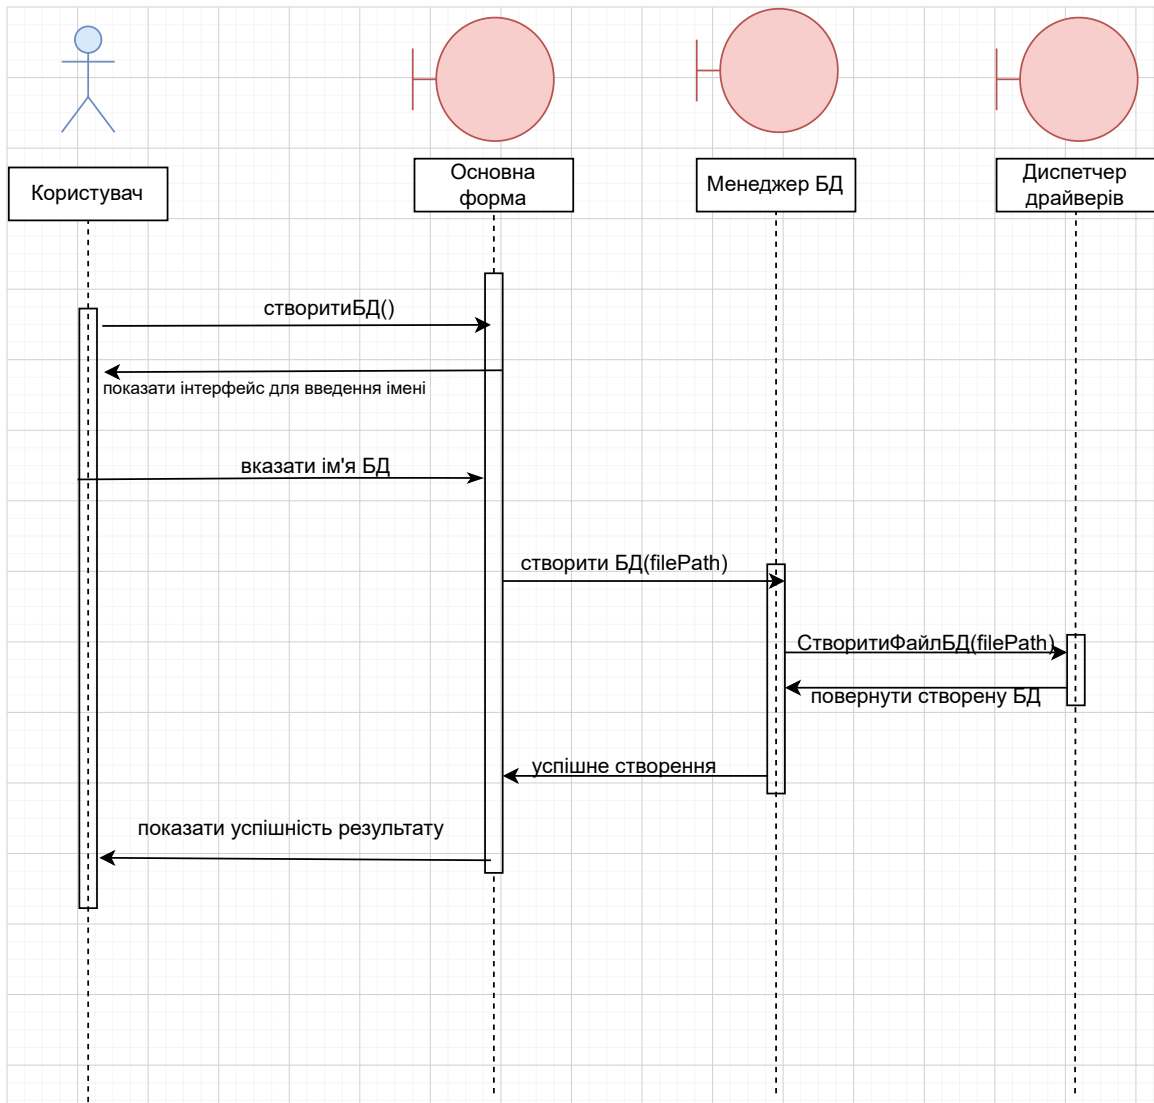 Користувач
Основна
форма
Менеджер БД
Диспетчер
драйверів
створитиБД()
показати інтерфейс для введення імені
вказати ім'я БД
створити БД(filePath)
СтворитиФайлБД(filePath)
повернути створену БД
успішне створення
показати успішність результату